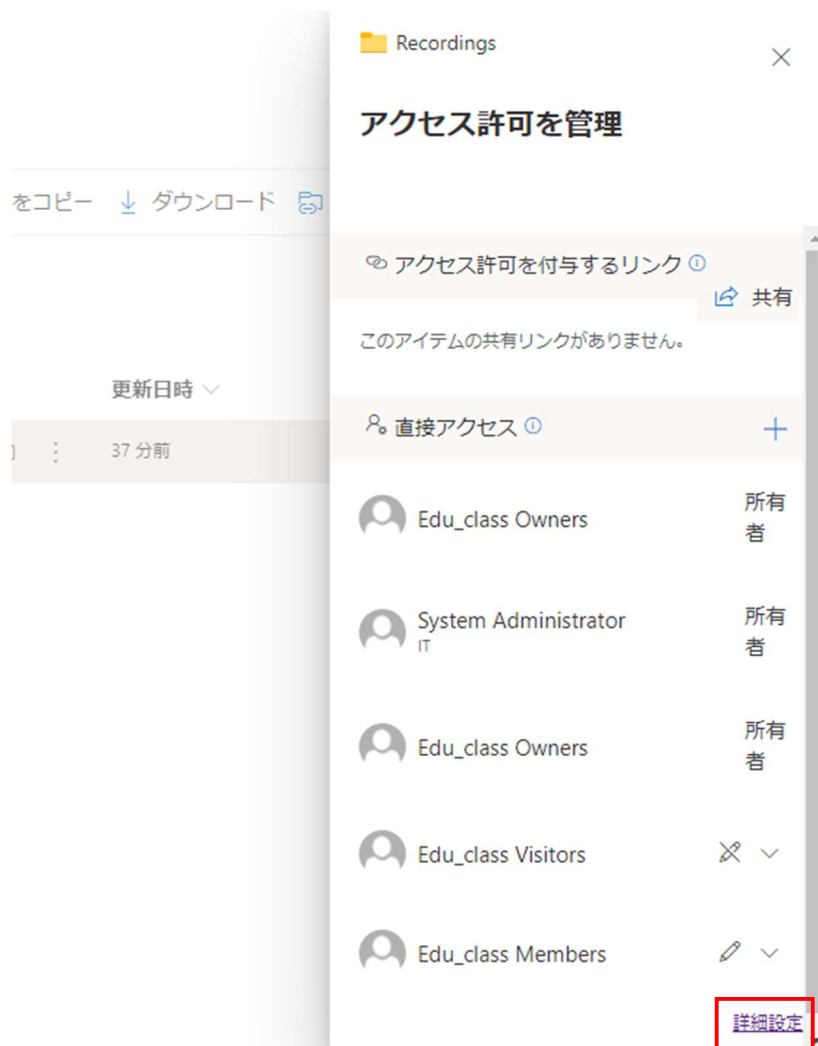 Recordings
アクセス許可を管理
をコピー ダウンロード
アクセス許可を付与するリンク
共有
このアイテムの共有リンクがありません。
更新日時
直接アクセス
37 分前
Edu_class Owners
所有
者
System Administrator
IT
所有
者
Edu_class Owners
所有
者
Edu_class Visitors
Edu_class Members
詳細設定